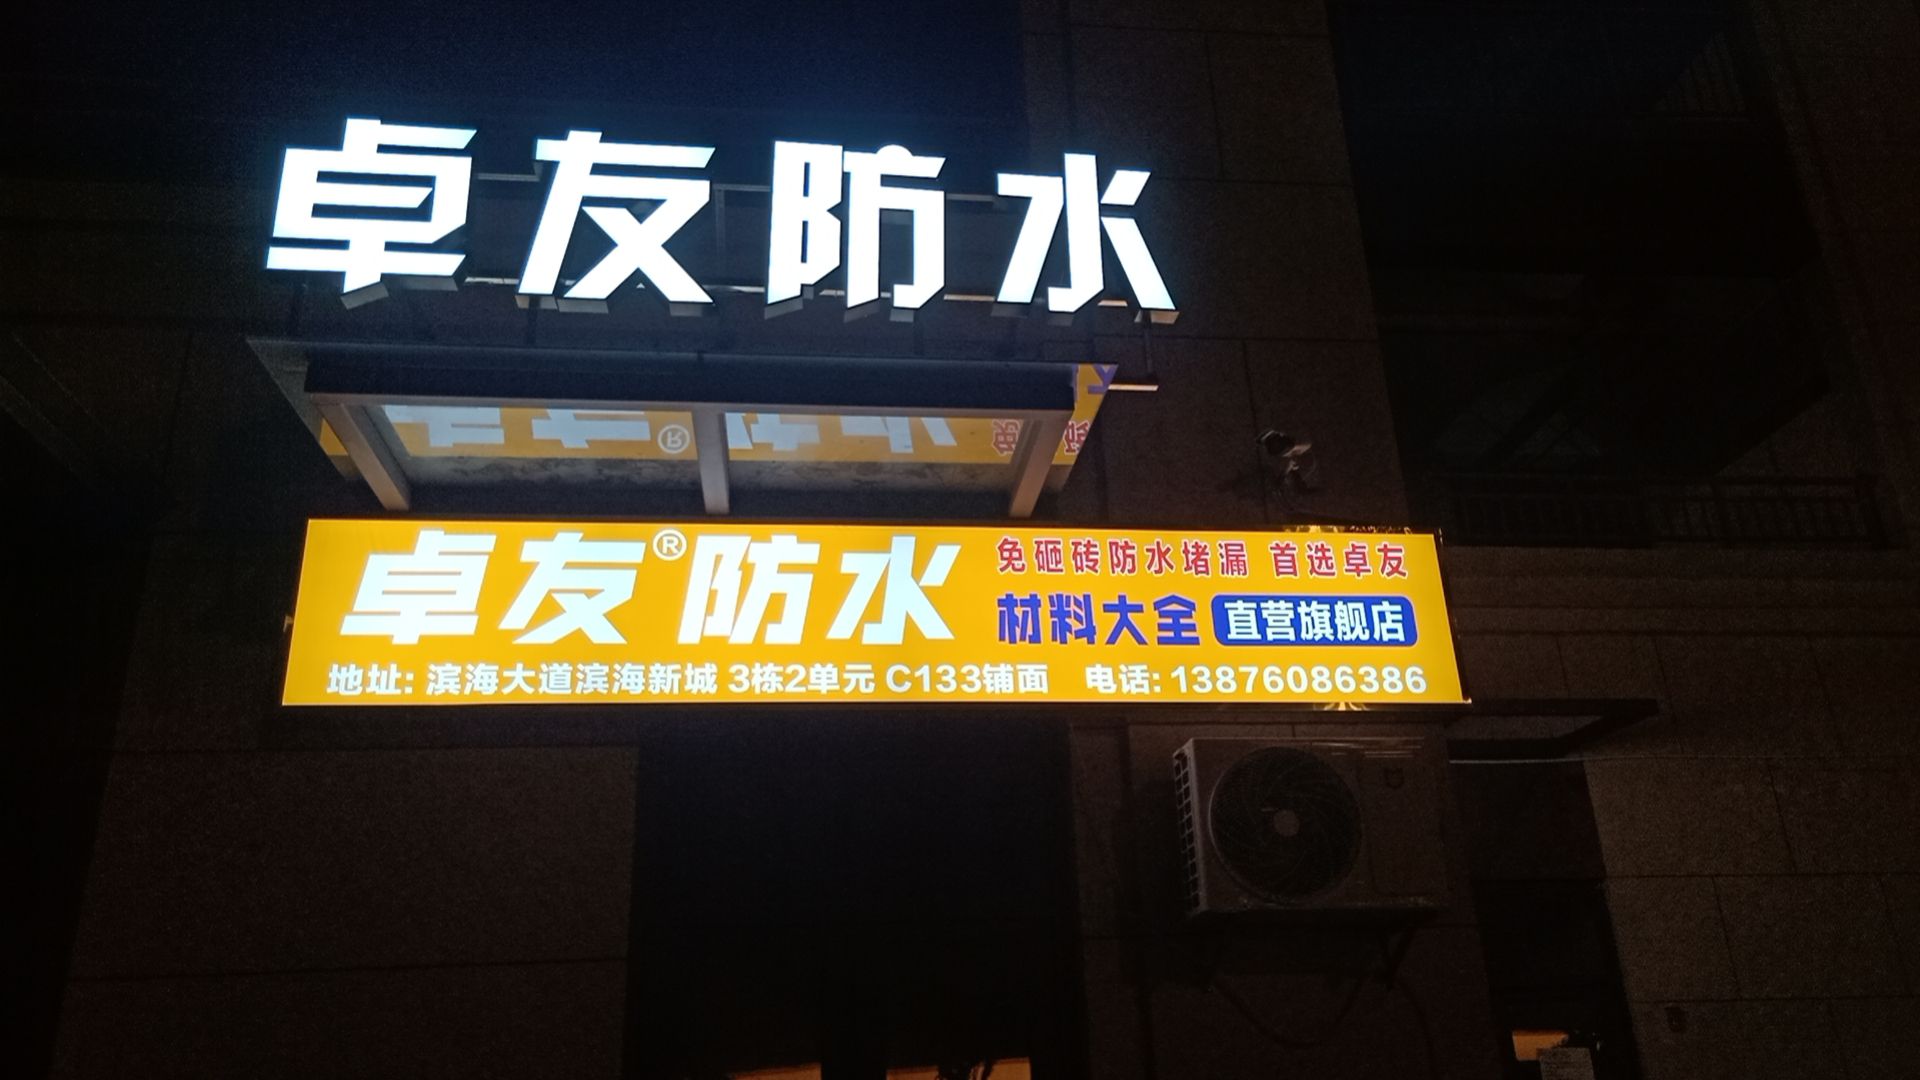 卓友防水
卓友®防水
免砸砖防水堵漏 首选卓友
材料大全 直营旗舰店
地址: 滨海大道滨海新城 3栋2单元 C133铺面 电话: 13876086386